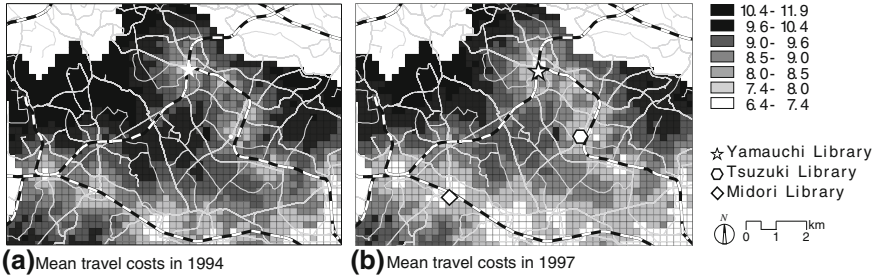 10.4 - 11.9
9.6 - 10.4
9.0 - 9.6
8.5 - 9.0
8.0 - 8.5
7.4 - 8.0
6.4 - 7.4
Yamauchi Library
Tsuzuki Library
Midori Library
N
km
0 1 2
(a) Mean travel costs in 1994
(b) Mean travel costs in 1997